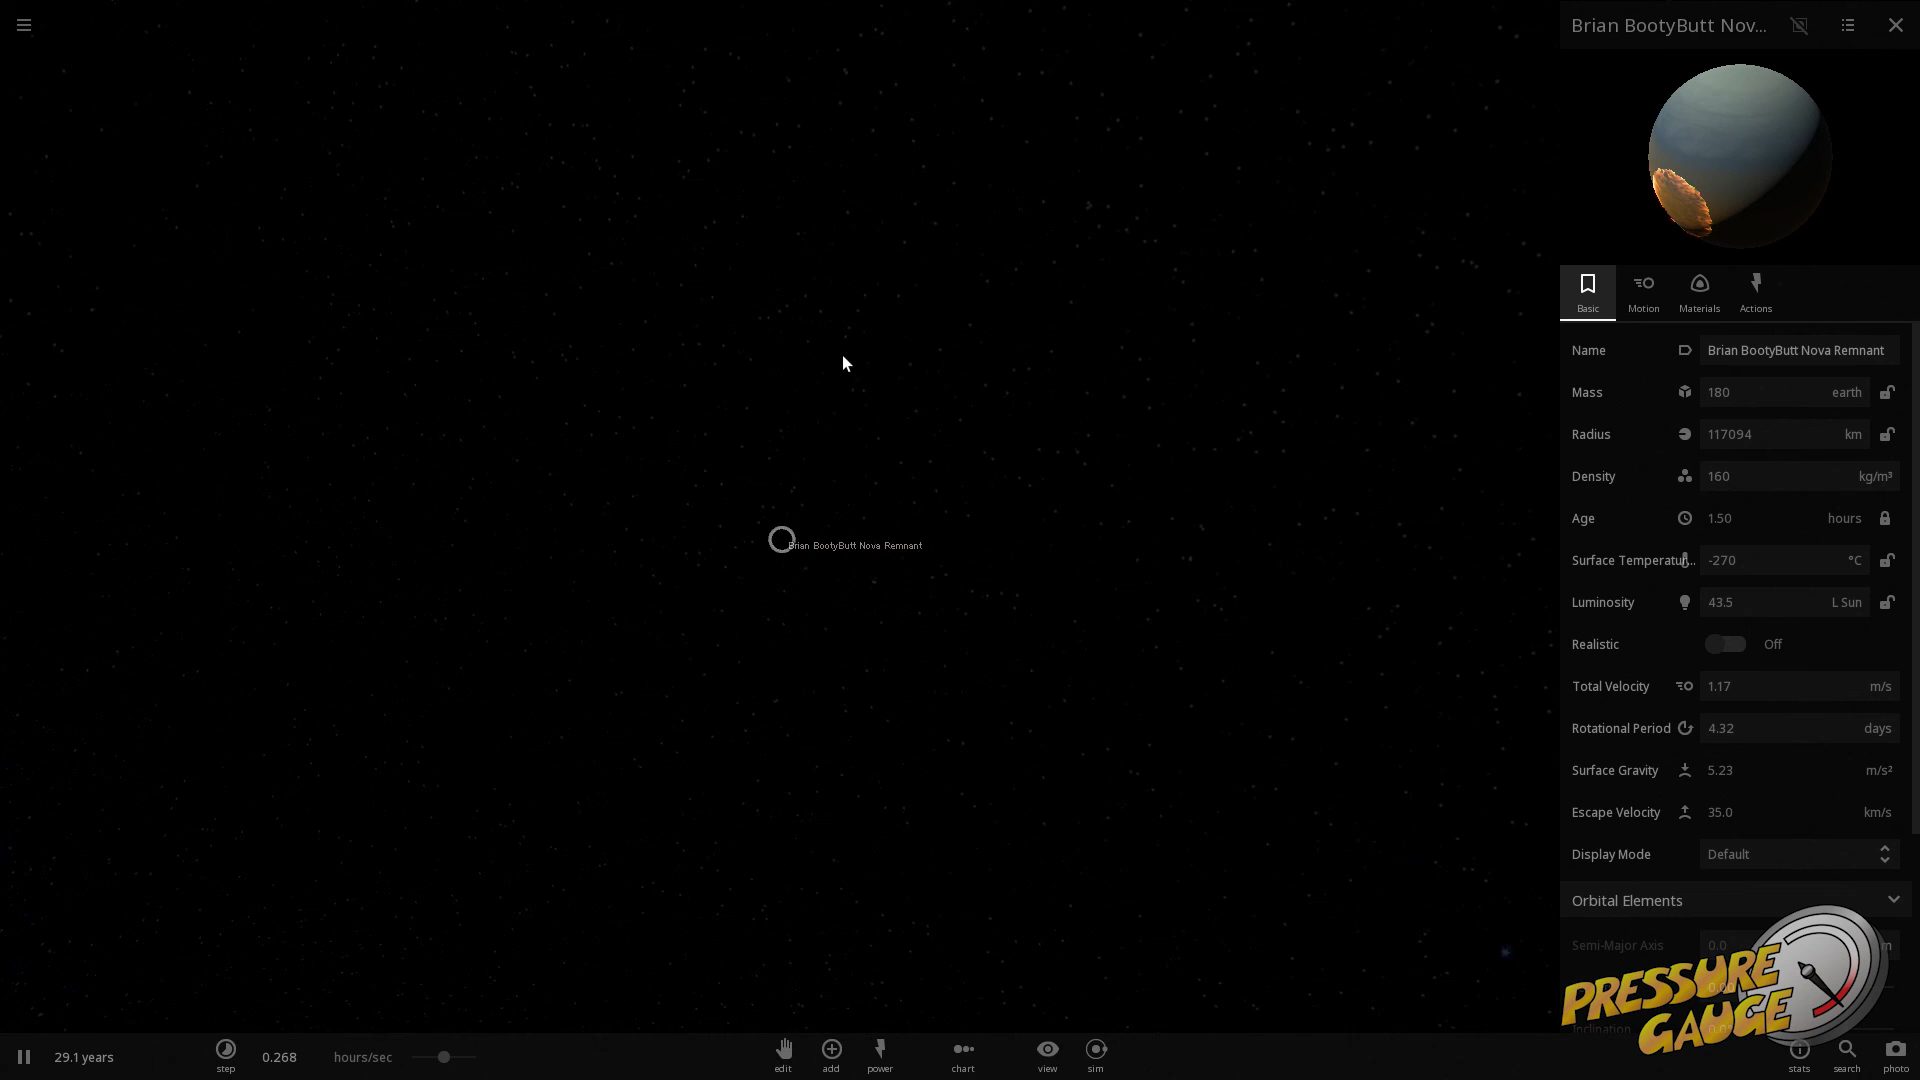 Brian BootyButt Nov...
Basic Motion Materials Actions
Name Brian BootyButt Nova Remnant
Mass 180 earth
Radius 117094 km
Density 160 kg/m³
Age 1.50 hours
Surface Temperatur... -270 °C
Luminosity 43.5 L Sun
Realistic Off
Total Velocity 1.17 m/s
Rotational Period 4.32 days
Surface Gravity 5.23 m/s²
Escape Velocity 35.0 km/s
Display Mode Default
Orbital Elements
Semi-Major Axis 0.0 m
Inclination
Brian BootyButt Nova Remnant
PRESSURE
GAUGE
29.1 years
step
0.268 hours/sec
edit add power chart view sim
stats search photo